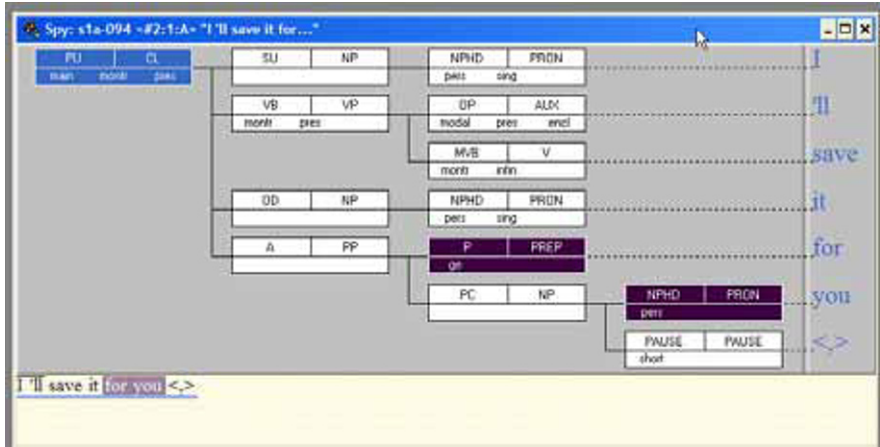 Spy: s1a-094 <#2:1:A> "I 'll save it for..."
PU CL
main montr pres
SU NP
NPHD PRON
pers sing
I
VB VP
montr pres
OP AUX
modal pres encl
'll
MVB V
montr infin
save
OD NP
NPHD PRON
pers sing
it
A PP
P PREP
gn
for
PC NP
NPHD PRON
pers
you
PAUSE PAUSE
short
<,>
I 'll save it for you <,>